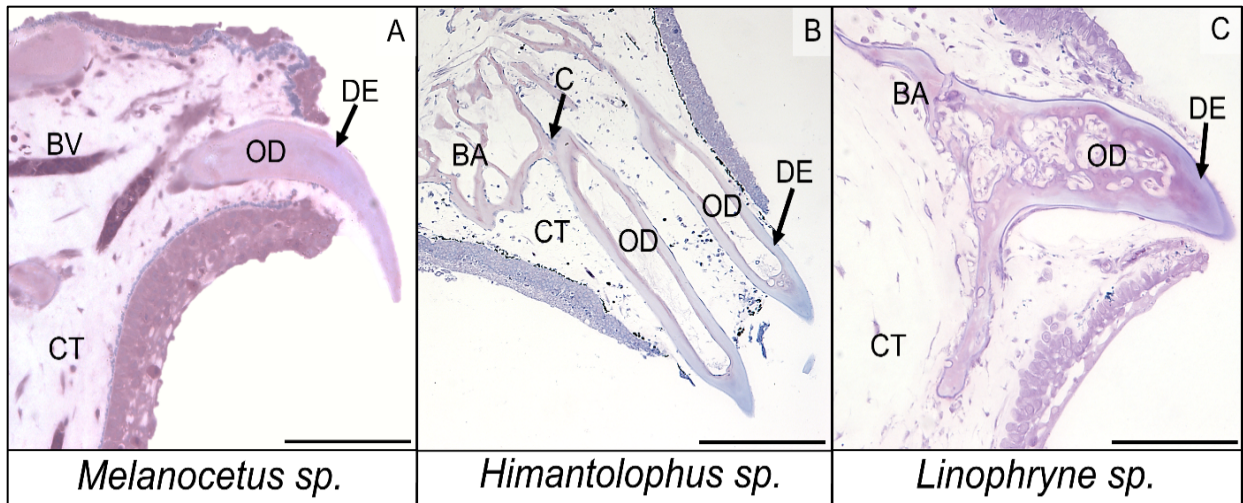 A
DE
BV
OD
CT
Melanocetus sp.
B
C
BA
DE
OD
CT
OD
Himantolophus sp.
C
BA
DE
OD
CT
Linophryne sp.